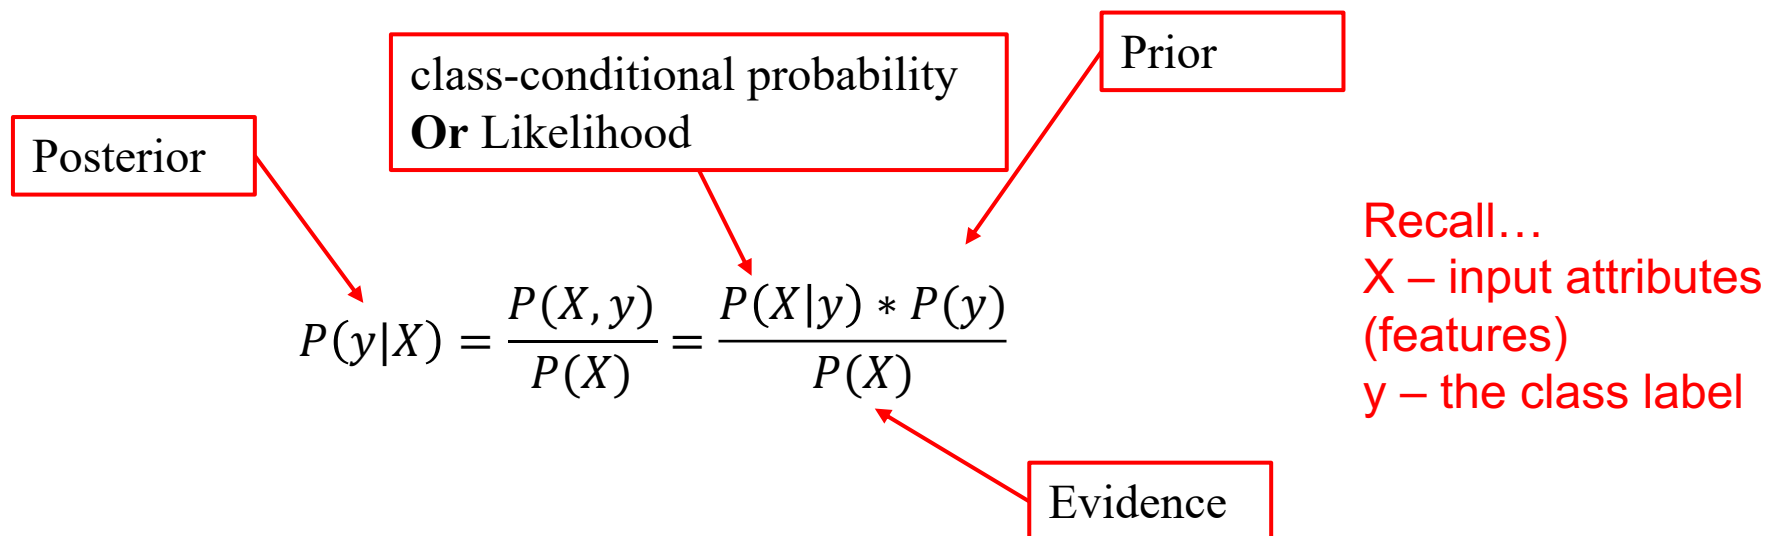 Prior
class-conditional probability
Or Likelihood
Posterior
Recall…
X – input attributes
(features)
y – the class label
P(y|X) = P(X, y) / P(X) = P(X|y) ∗ P(y) / P(X)
Evidence